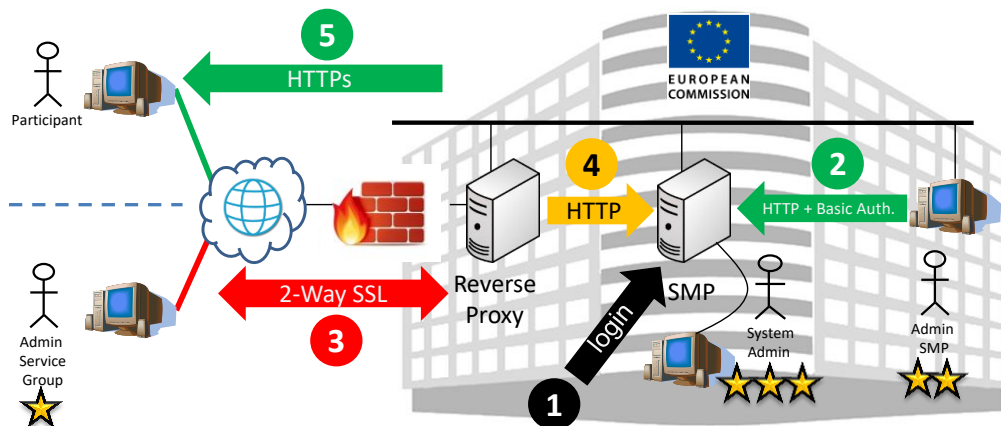 5
HTTPs
Participant
EUROPEAN
COMMISSION
4
HTTP
2
HTTP + Basic Auth.
2-Way SSL
3
Reverse
Proxy
SMP
login
1
Admin
Service
Group
System
Admin
Admin
SMP